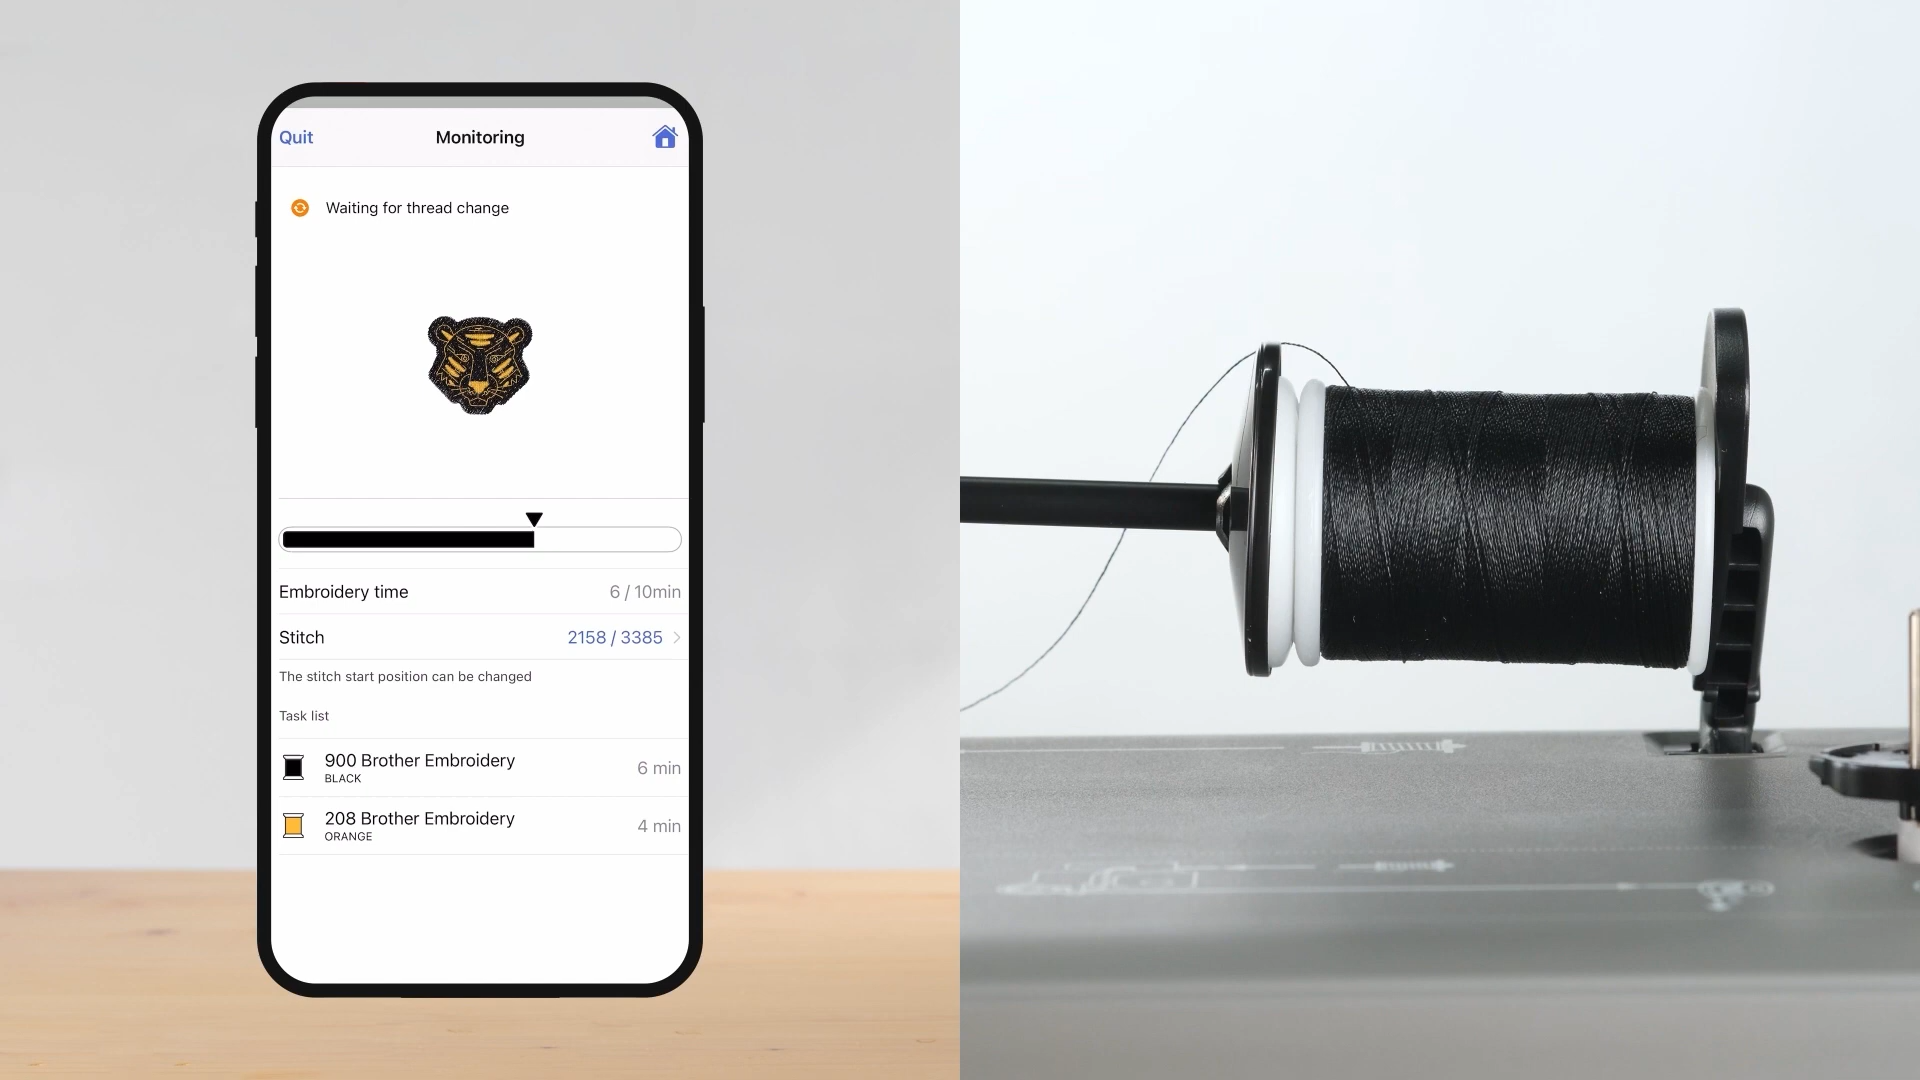 Quit
Monitoring
Waiting for thread change
Embroidery time
6 / 10min
Stitch
2158 / 3385
The stitch start position can be changed
Task list
900 Brother Embroidery
BLACK
6 min
208 Brother Embroidery
ORANGE
4 min